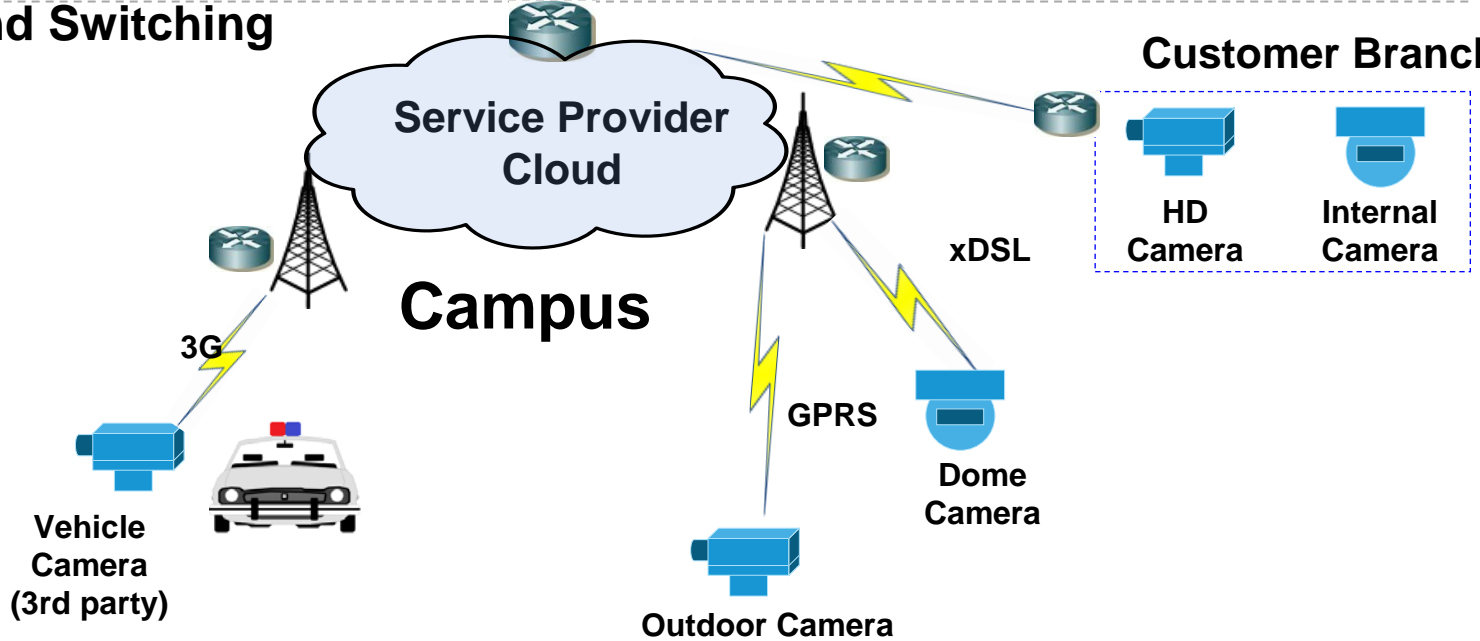 nd Switching
Customer Branch
Service Provider
Cloud
HD
Camera
Internal
Camera
xDSL
Campus
3G
GPRS
Dome
Camera
Vehicle
Camera
(3rd party)
Outdoor Camera